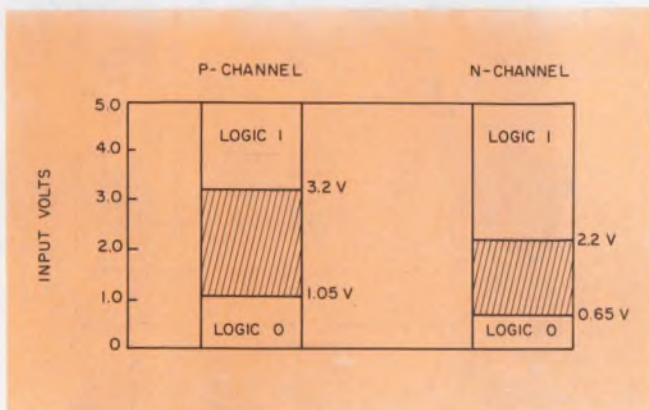 P-CHANNEL
N-CHANNEL
INPUT VOLTS
5.0
4.0
3.0
2.0
1.0
0
LOGIC 1
3.2 V
1.05 V
LOGIC 0
LOGIC 1
2.2 V
0.65 V
LOGIC 0